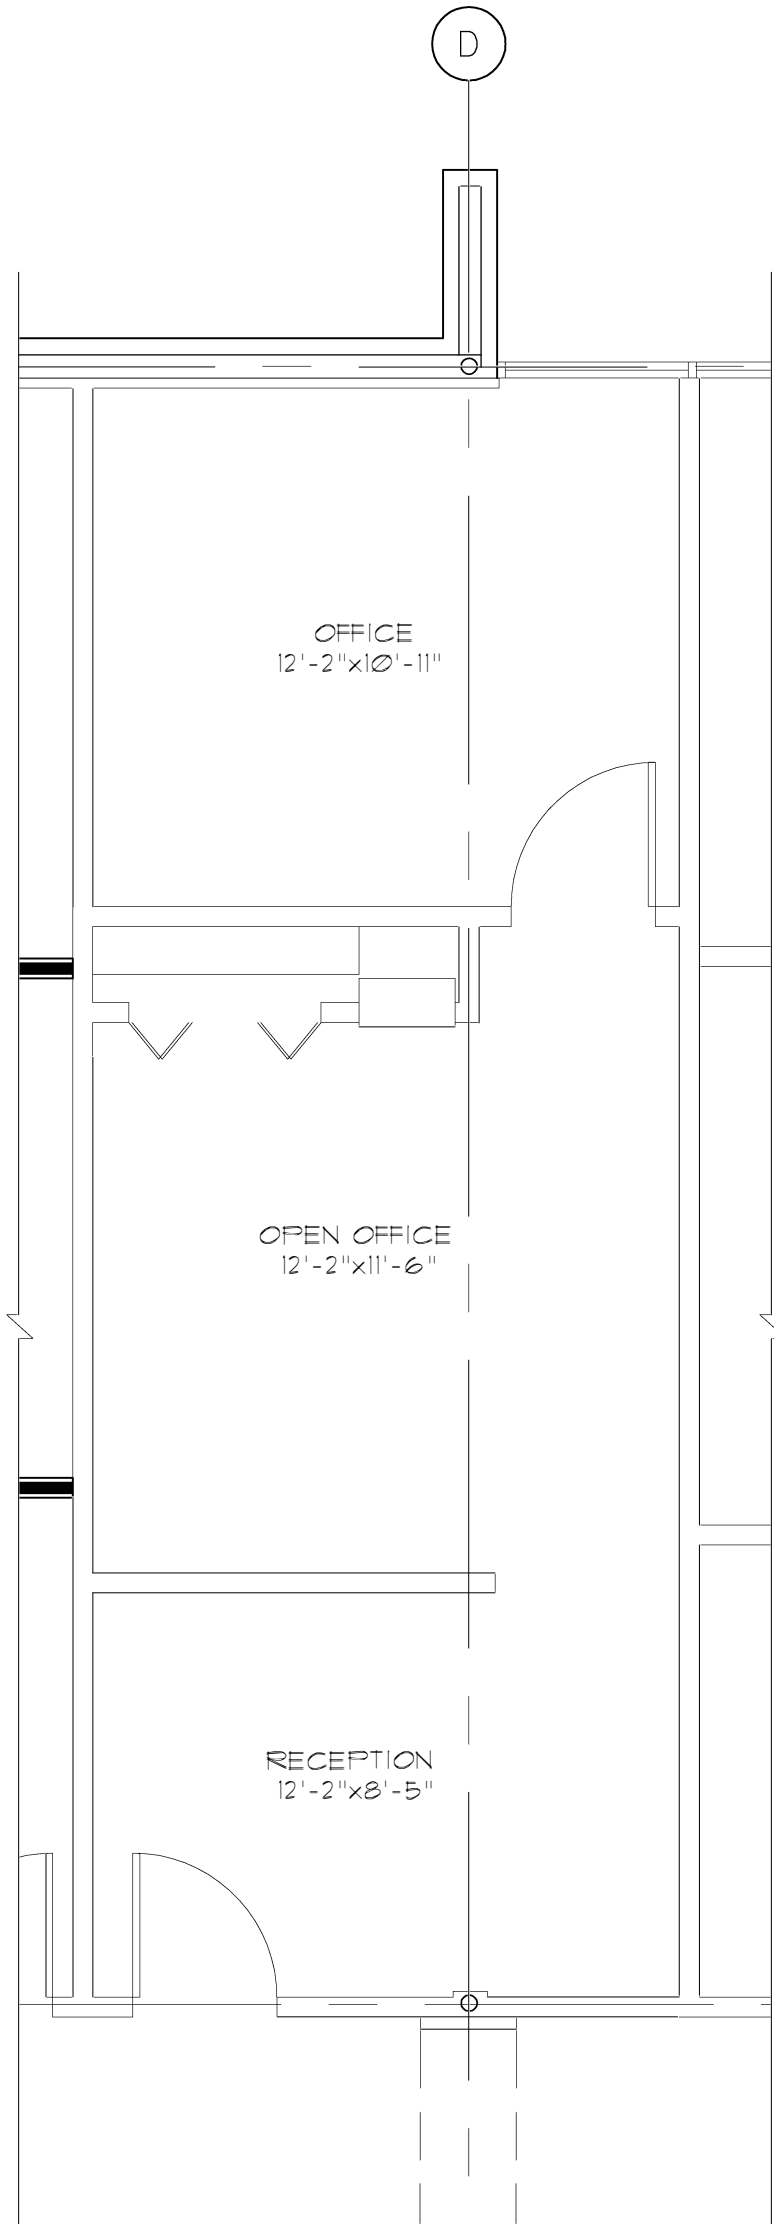 D
OFFICE
12'-2"x10'-11"
OPEN OFFICE
12'-2"x11'-6"
RECEPTION
12'-2"x8'-5"